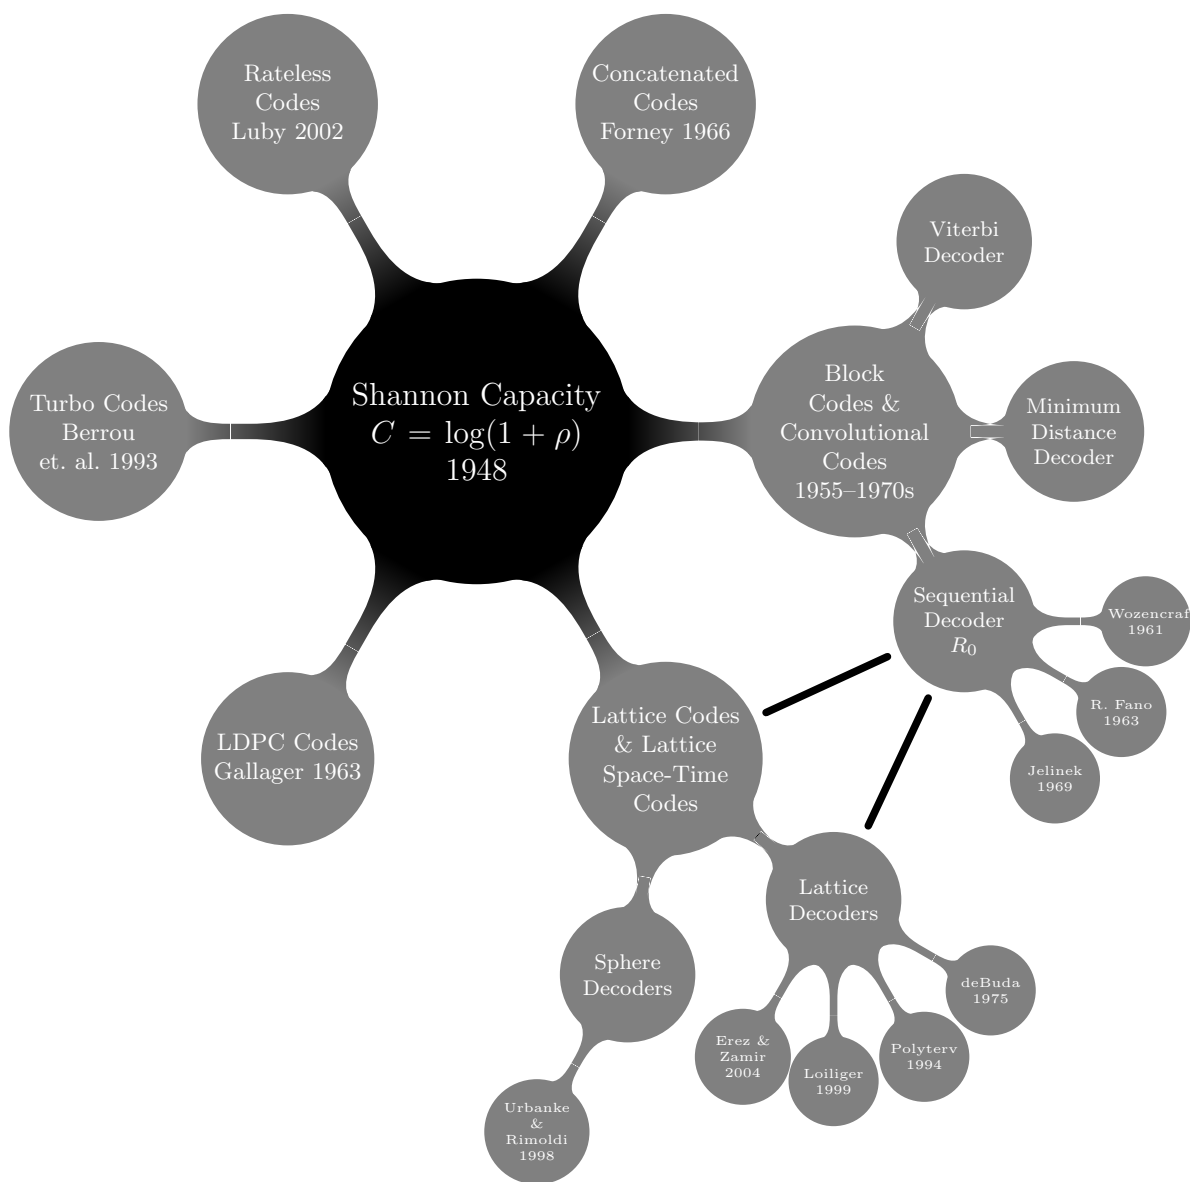 Rateless
Codes
Luby 2002
Concatenated
Codes
Forney 1966
Viterbi
Decoder
Shannon Capacity
C = log(1 + ρ)
1948
Block
Codes &
Convolutional
Codes
1955–1970s
Turbo Codes
Berrou
et. al. 1993
Minimum
Distance
Decoder
Sequential
Decoder
R₀
Wozencraf
1961
R. Fano
1963
Jelinek
1969
LDPC Codes
Gallager 1963
Lattice Codes
& Lattice
Space-Time
Codes
Lattice
Decoders
Sphere
Decoders
deBuda
1975
Polyterv
1994
Loiliger
1999
Erez &
Zamir
2004
Urbanke
&
Rimoldi
1998